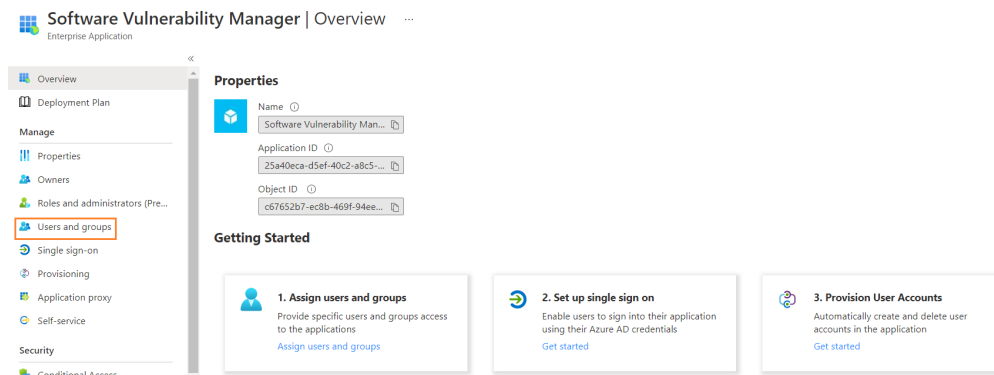 Software Vulnerability Manager | Overview ...
Enterprise Application
«
Overview
Deployment Plan
Manage
Properties
Owners
Roles and administrators (Pre...
Users and groups
Single sign-on
Provisioning
Application proxy
Self-service
Security
Conditional Access
Properties
Name
Software Vulnerability Man...
Application ID
25a40eca-d5ef-40c2-a8c5-...
Object ID
c67652b7-ec8b-469f-94ee...
Getting Started
1. Assign users and groups
Provide specific users and groups access
to the applications
Assign users and groups
2. Set up single sign on
Enable users to sign into their application
using their Azure AD credentials
Get started
3. Provision User Accounts
Automatically create and delete user
accounts in the application
Get started